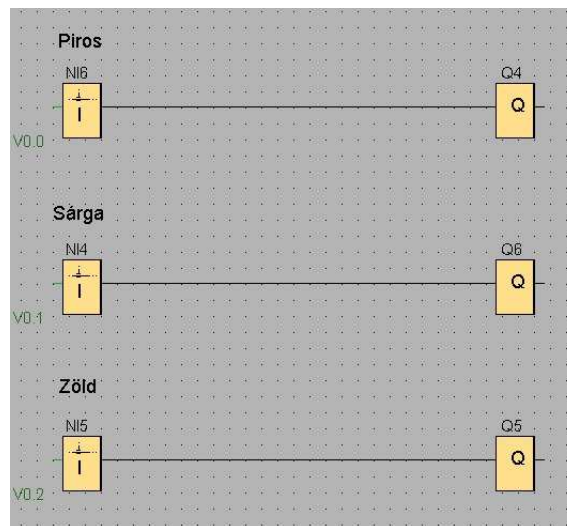 Piros
NI6 Q4
I Q
V0.0
Sárga
NI4 Q6
I Q
V0.1
Zöld
NI5 Q5
I Q
V0.2